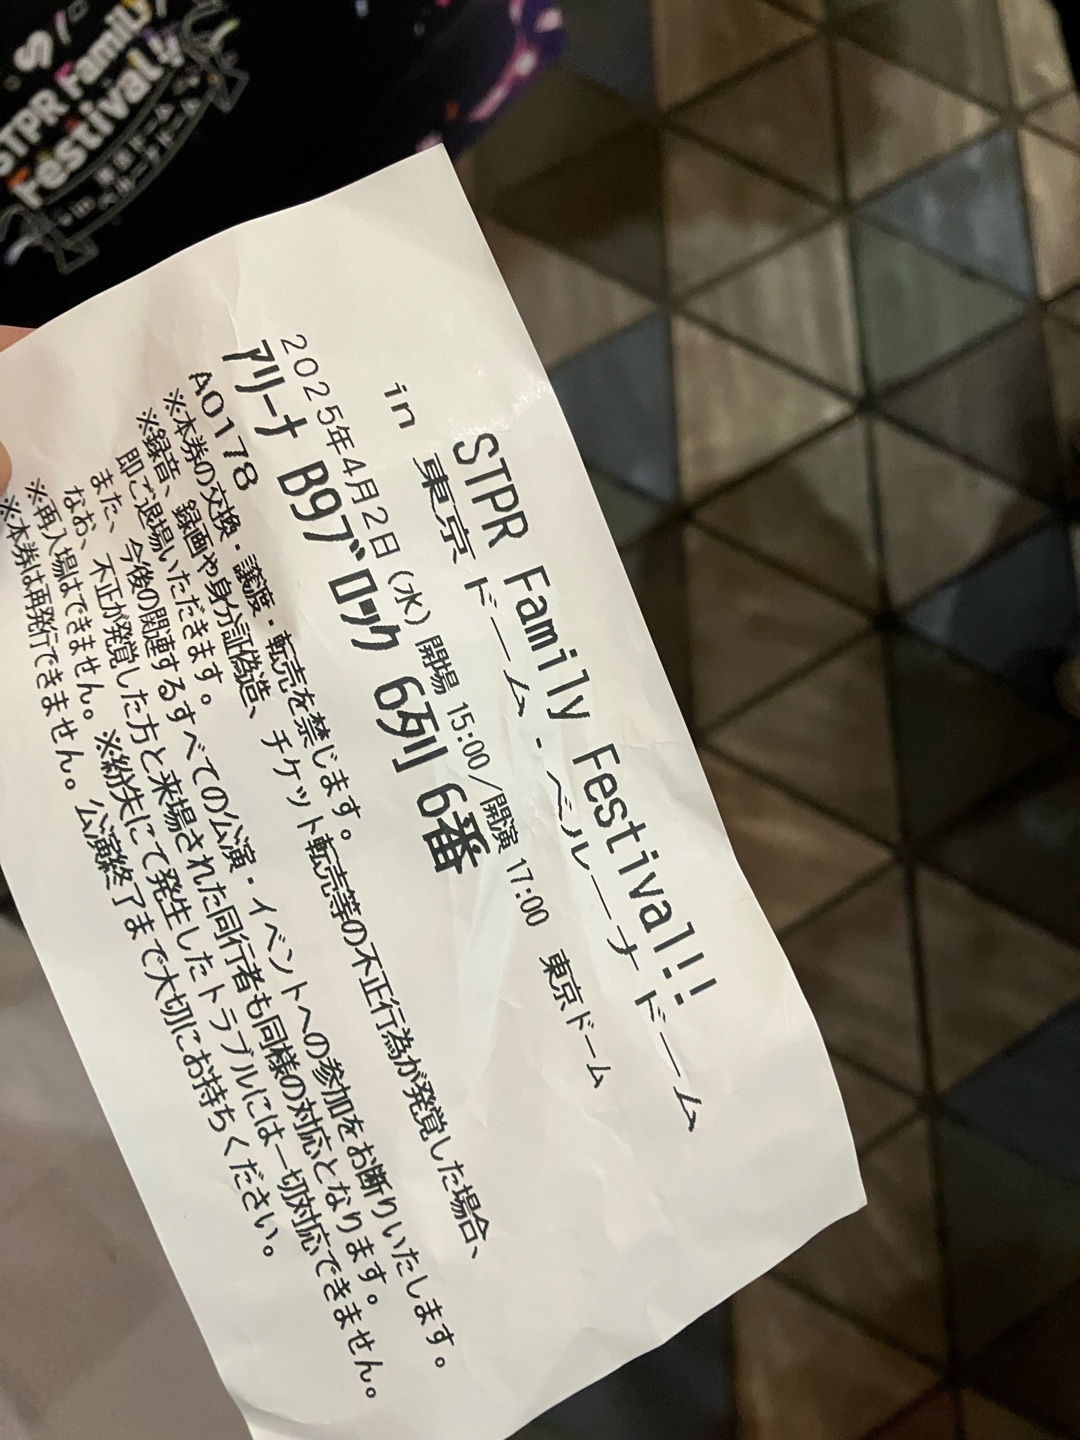 STPR Family
Festival!!
STPR Family Festival!!
in 東京ドーム・ベルーナドーム
2025年4月2日(水) 開場 15:00／開演 17:00 東京ドーム
アリーナ B9ブロック 6列 6番
A0178
※本券の交換・譲渡・転売を禁じます。
※録音、録画や身分証偽造、チケット転売等の不正行為が発覚した場合、
即ご退場いただきます。
また、今後の関連するすべての公演・イベントへの参加をお断りいたします。
なお、不正が発覚した方と来場された同行者も同様の対応となります。
※再入場はできません。※紛失にて発生したトラブルには一切対応できません。
※本券は再発行できません。公演終了まで大切にお持ちください。